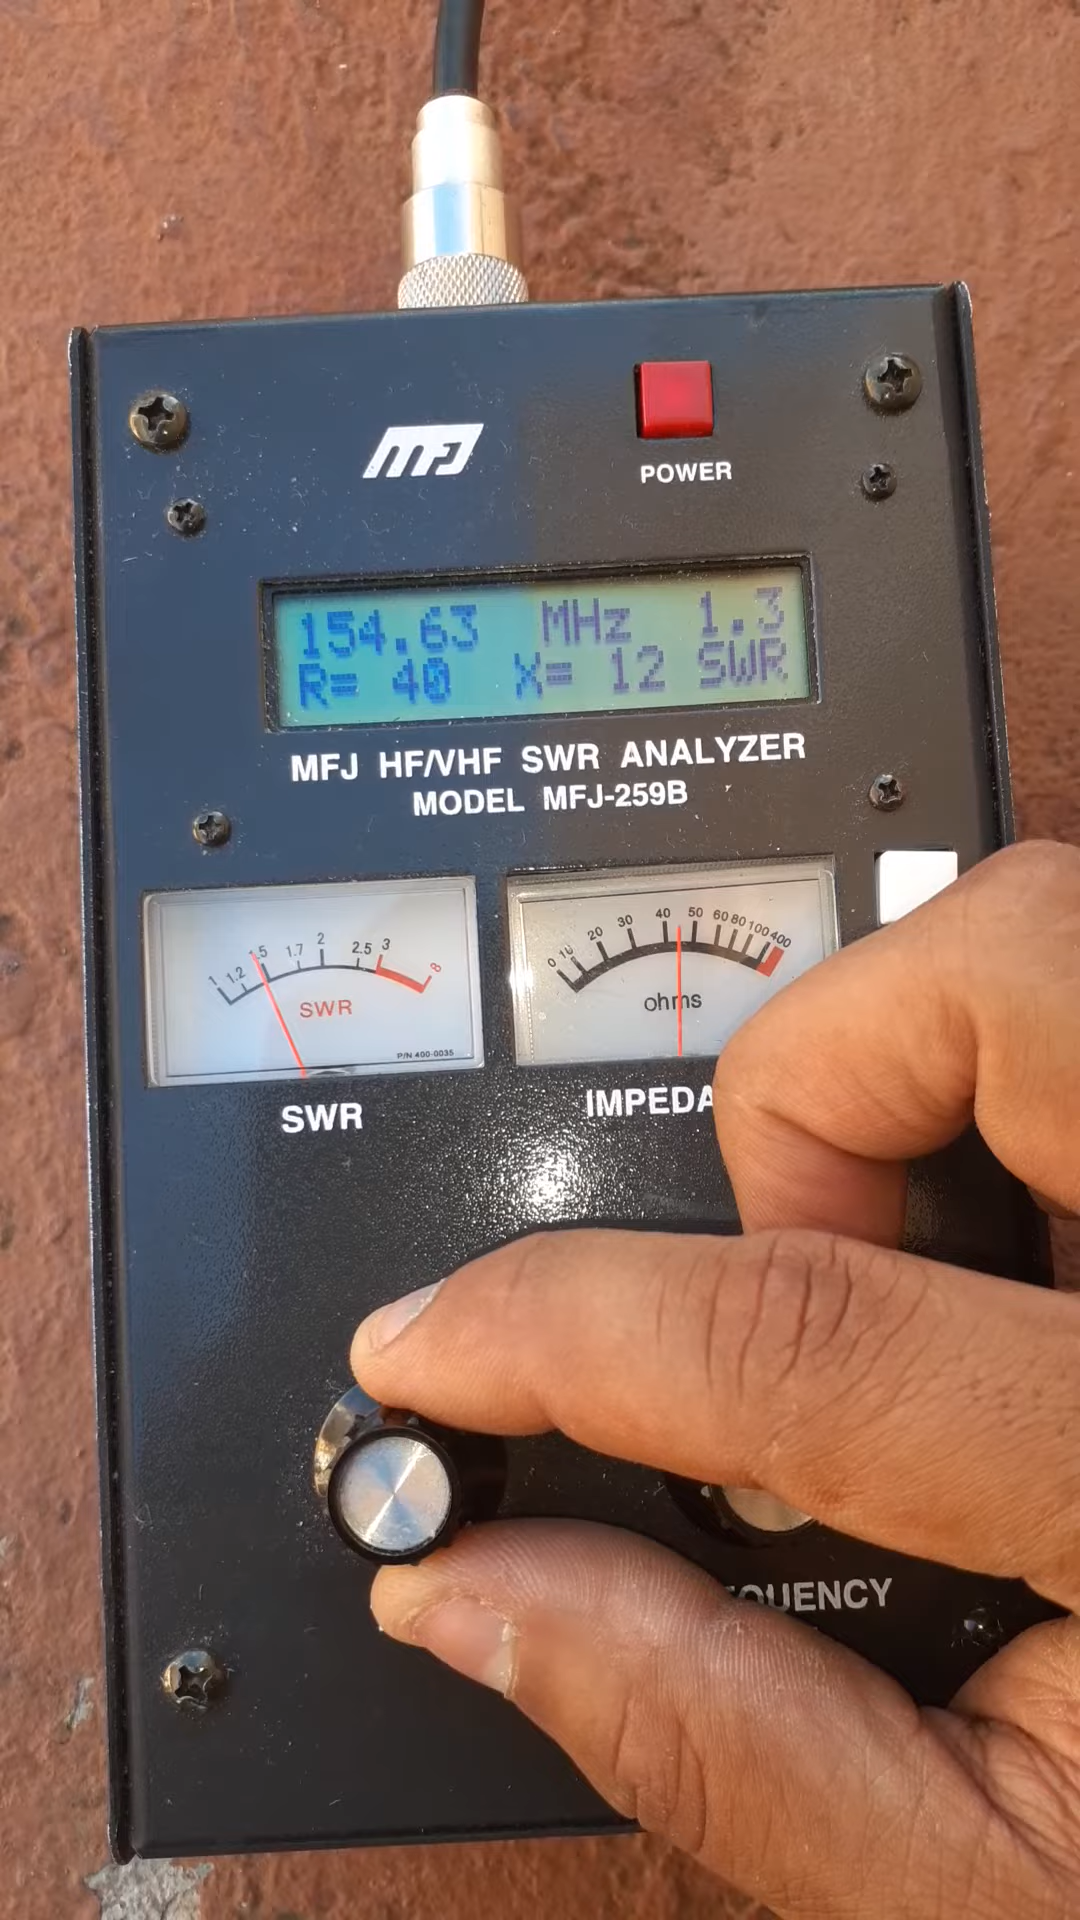 MFJ
POWER
154.63 MHz 1.3
R= 40 X= 12 SWR
MFJ HF/VHF SWR ANALYZER
MODEL MFJ-259B
1 1.2 1.5 1.7 2 2.5 3 8
SWR
P/N 400-0035
SWR
0 10 20 30 40 50 60 80 100 400
ohms